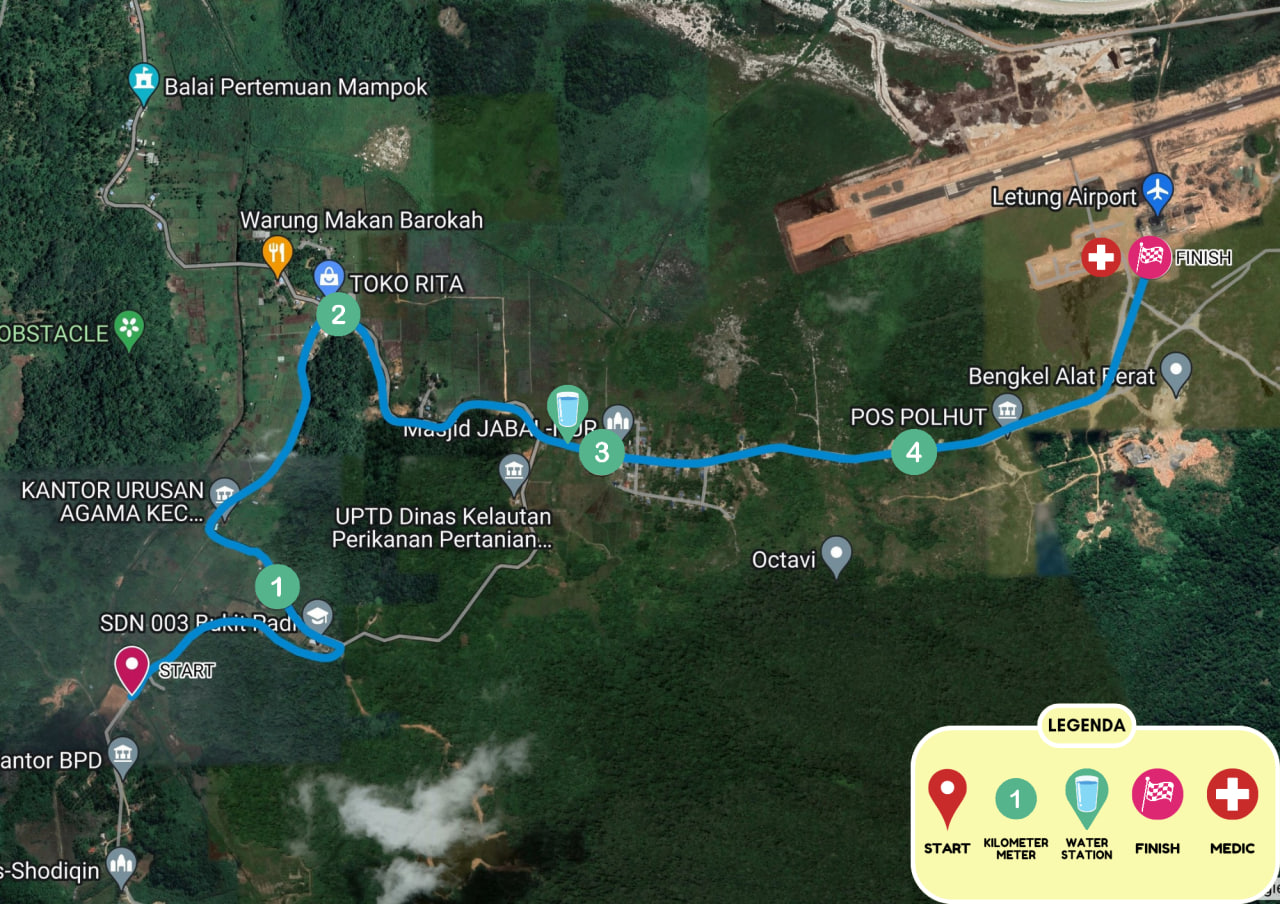 Balai Pertemuan Mampok
Letung Airport
Warung Makan Barokah
FINISH
TOKO RITA
2
OBSTACLE
Bengkel Alat Berat
POS POLHUT
Masjid JABAL-NUR
3
4
KANTOR URUSAN
AGAMA KEC...
UPTD Dinas Kelautan
Perikanan Pertanian...
Octavi
1
SDN 003 Bukit Padi
START
antor BPD
s-Shodiqin
LEGENDA
1
START
KILOMETER
METER
WATER
STATION
FINISH
MEDIC